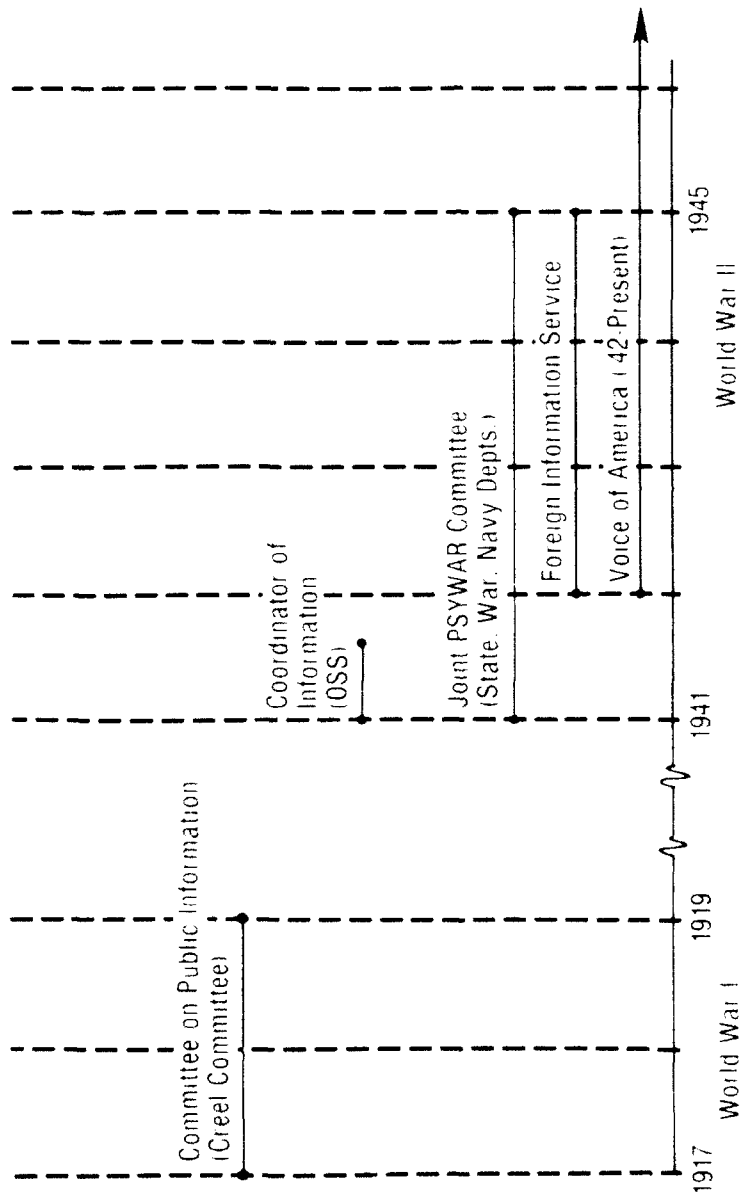 Committee on Public Information
(Creel Committee)
Coordinator of
Information
(OSS)
Joint PSYWAR Committee
(State. War. Navy Depts.)
Foreign Information Service
Voice of America ( 42-Present)
1917
1919
1941
1945
World War I
World War II